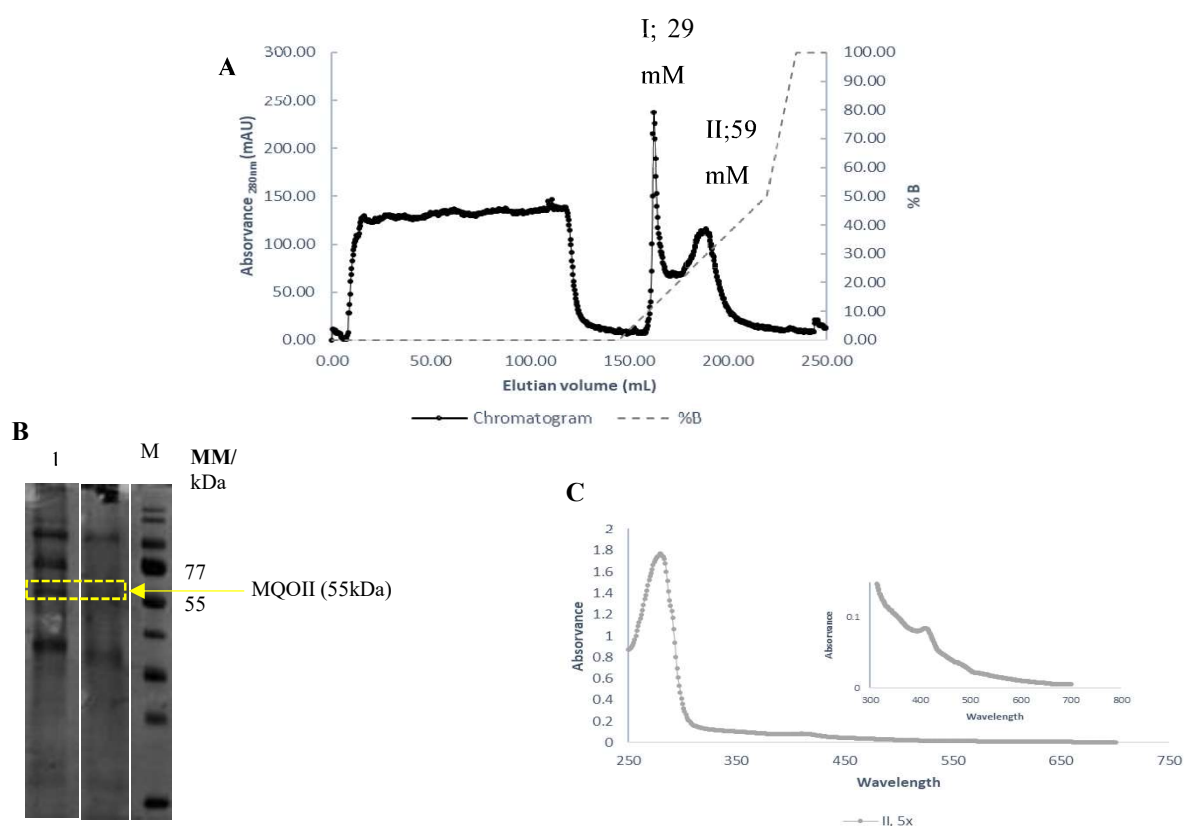 I; 29
mM
II;59
mM
A
300.00
250.00
200.00
150.00
100.00
50.00
0.00
Absorvance 280nm (mAU)
100.00
90.00
80.00
70.00
60.00
50.00
40.00
30.00
20.00
10.00
0.00
% B
0.00 50.00 100.00 150.00 200.00 250.00
Elutian volume (mL)
Chromatogram %B
B
1 M MM/
kDa
77
55
MQOII (55kDa)
C
2
1.8
1.6
1.4
1.2
1
0.8
0.6
0.4
0.2
0
Absorvance
250 350 450 550 650 750
Wavelength
0.1
0
Absorvance
300 400 500 600 700 800
Wavelength
II, 5x